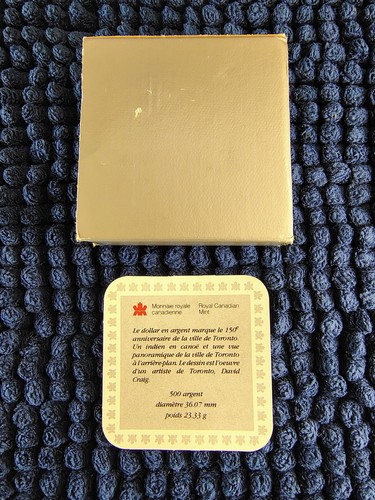 Monnaie royale canadienne
Royal Canadian Mint
Le dollar en argent marque le 150e
anniversaire de la ville de Toronto.
Un indien en canoë et une vue
panoramique de la ville de Toronto
à l'arrière-plan. Le dessin est l'oeuvre
d'un artiste de Toronto, David
Craig.
500 argent
diamètre 36.07 mm
poids 23.33 g